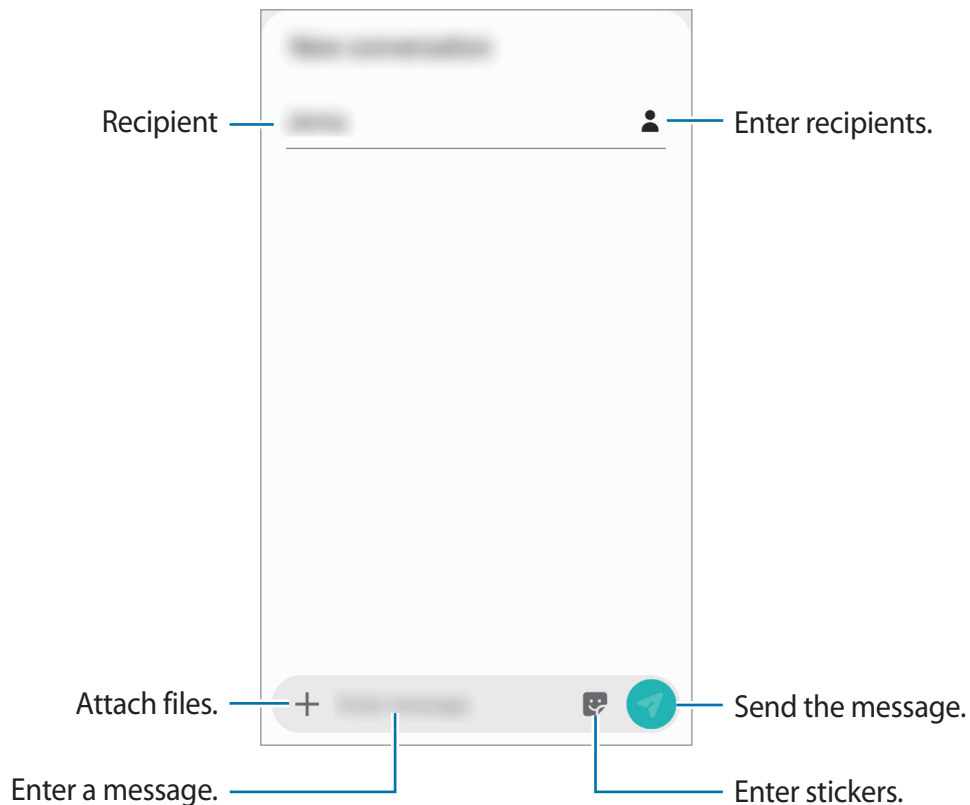 Recipient
Enter recipients.
Attach files.
Send the message.
Enter a message.
Enter stickers.